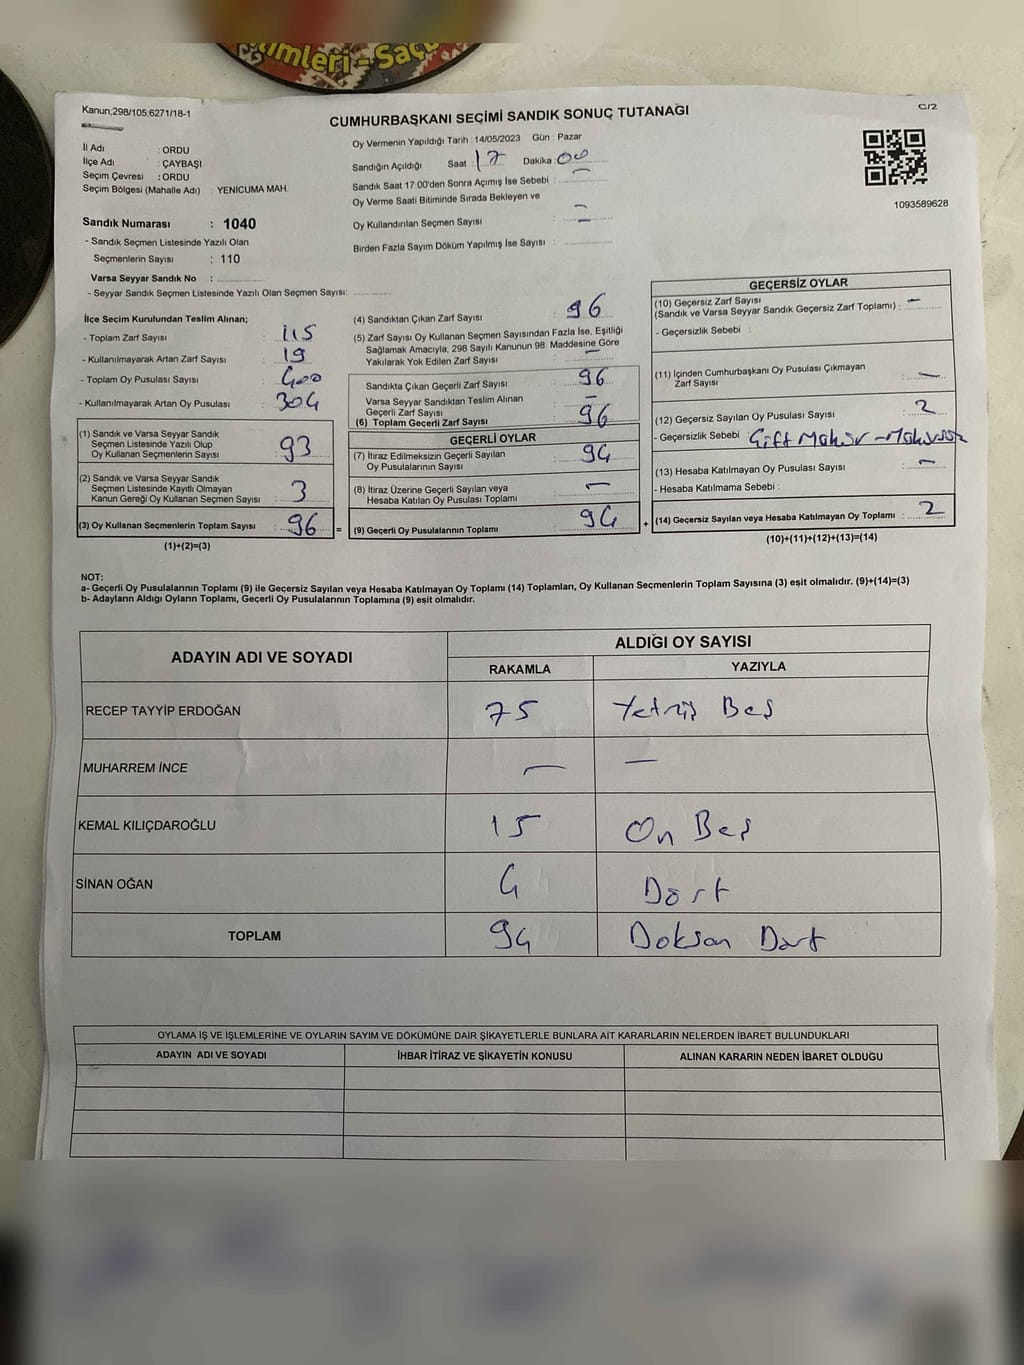 imleri - Saç
Kanun;298/105,6271/18-1
C/2
CUMHURBAŞKANI SEÇİMİ SANDIK SONUÇ TUTANAĞI
İl Adı : ORDU
İlçe Adı : ÇAYBAŞI
Seçim Çevresi : ORDU
Seçim Bölgesi (Mahalle Adı) : YENİCUMA MAH.
Sandık Numarası : 1040
- Sandık Seçmen Listesinde Yazılı Olan
Seçmenlerin Sayısı : 110
Varsa Seyyar Sandık No :
- Seyyar Sandık Seçmen Listesinde Yazılı Olan Seçmen Sayısı:
Oy Vermenin Yapıldığı Tarih : 14/05/2023 Gün : Pazar
Sandığın Açıldığı Saat : 17 Dakika : 00
Sandık Saat 17:00'den Sonra Açımış İse Sebebi :
Oy Verme Saati Bitiminde Sırada Bekleyen ve
Oy Kullandırılan Seçmen Sayısı : —
Birden Fazla Sayım Döküm Yapılmış İse Sayısı :
1093589628
İlçe Secim Kurulundan Teslim Alınan;
- Toplam Zarf Sayısı : 115
- Kullanılmayarak Artan Zarf Sayısı : 19
- Toplam Oy Pusulası Sayısı : 400
- Kullanılmayarak Artan Oy Pusulası : 304
(1) Sandık ve Varsa Seyyar Sandık
Seçmen Listesinde Yazılı Olup
Oy Kullanan Seçmenlerin Sayısı : 93
(2) Sandık ve Varsa Seyyar Sandık
Seçmen Listesinde Kayıtlı Olmayan
Kanun Gereği Oy Kullanan Seçmen Sayısı : 3
(3) Oy Kullanan Seçmenlerin Toplam Sayısı : 96 =
(1)+(2)=(3)
(4) Sandıktan Çıkan Zarf Sayısı : 96
(5) Zarf Sayısı Oy Kullanan Seçmen Sayısından Fazla İse, Eşitliği
Sağlamak Amacıyla; 298 Sayılı Kanunun 98. Maddesine Göre
Yakılarak Yok Edilen Zarf Sayısı : —
Sandıkta Çıkan Geçerli Zarf Sayısı : 96
Varsa Seyyar Sandıktan Teslim Alınan
Geçerli Zarf Sayısı : —
(6) Toplam Geçerli Zarf Sayısı : 96
GEÇERLİ OYLAR
(7) İtiraz Edilmeksizin Geçerli Sayılan
Oy Pusulalarının Sayısı : 94
(8) İtiraz Üzerine Geçerli Sayılan veya
Hesaba Katılan Oy Pusulası Toplamı : —
(9) Geçerli Oy Pusulalarının Toplamı : 94 +
GEÇERSİZ OYLAR
(10) Geçersiz Zarf Sayısı
(Sandık ve Varsa Seyyar Sandık Geçersiz Zarf Toplamı) : —
- Geçersizlik Sebebi :
(11) İçinden Cumhurbaşkanı Oy Pusulası Çıkmayan
Zarf Sayısı : —
(12) Geçersiz Sayılan Oy Pusulası Sayısı : 2
- Geçersizlik Sebebi Çift Mühür - Mühürsüz
(13) Hesaba Katılmayan Oy Pusulası Sayısı : —
- Hesaba Katılmama Sebebi :
(14) Geçersiz Sayılan veya Hesaba Katılmayan Oy Toplamı : 2
(10)+(11)+(12)+(13)=(14)
NOT:
a- Geçerli Oy Pusulalarının Toplamı (9) ile Geçersiz Sayılan veya Hesaba Katılmayan Oy Toplamı (14) Toplamları, Oy Kullanan Seçmenlerin Toplam Sayısına (3) eşit olmalıdır. (9)+(14)=(3)
b- Adayların Aldığı Oyların Toplamı, Geçerli Oy Pusulalarının Toplamına (9) eşit olmalıdır.
ADAYIN ADI VE SOYADI
ALDIĞI OY SAYISI
RAKAMLA YAZIYLA
RECEP TAYYİP ERDOĞAN 75 Yetmiş Beş
MUHARREM İNCE — —
KEMAL KILIÇDAROĞLU 15 On Beş
SİNAN OĞAN 4 Dört
TOPLAM 94 Doksan Dört
OYLAMA İŞ VE İŞLEMLERİNE VE OYLARIN SAYIM VE DÖKÜMÜNE DAİR ŞİKAYETLERLE BUNLARA AİT KARARLARIN NELERDEN İBARET BULUNDUKLARI
ADAYIN ADI VE SOYADI İHBAR İTİRAZ VE ŞİKAYETİN KONUSU ALINAN KARARIN NEDEN İBARET OLDUĞU